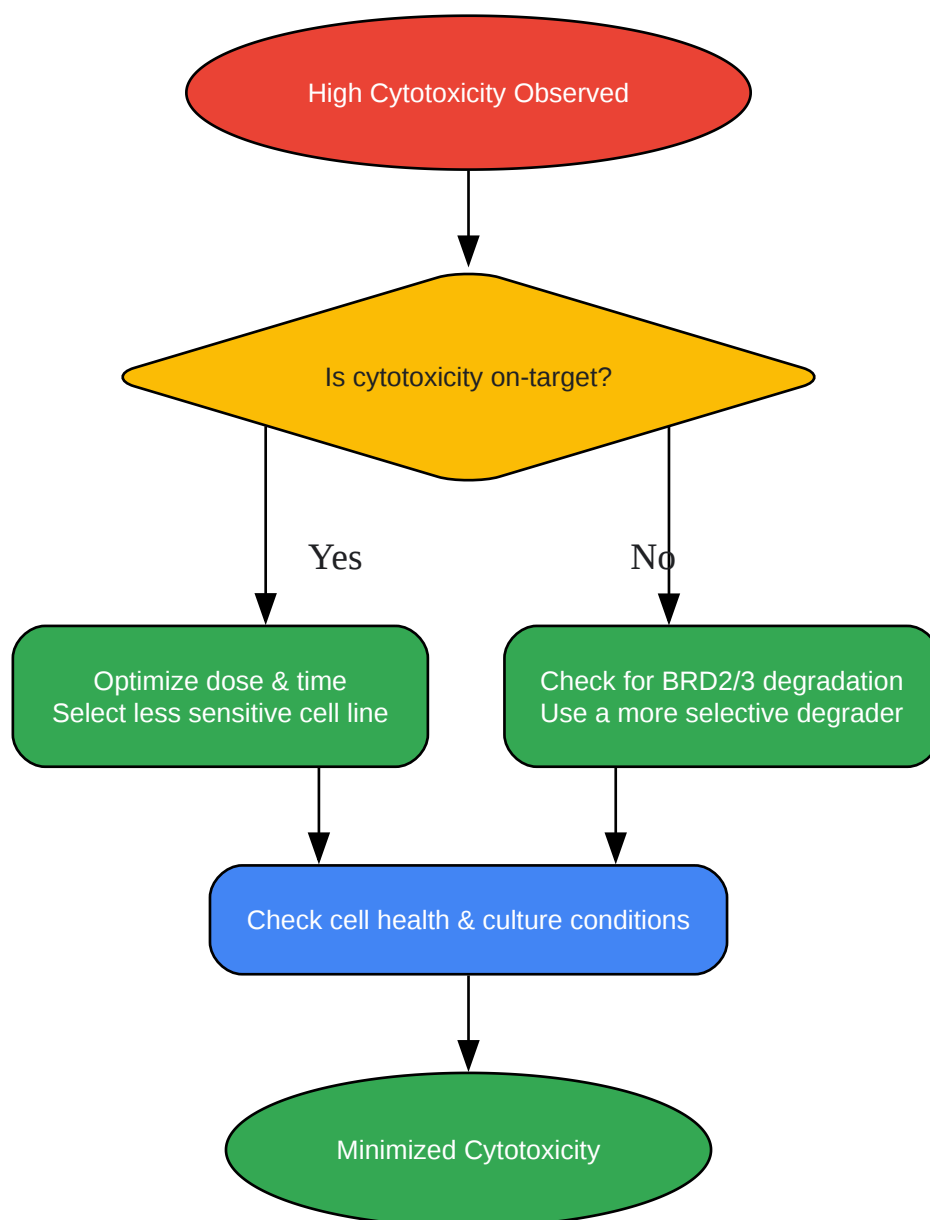 High Cytotoxicity Observed
Is cytotoxicity on-target?
Yes
No
Optimize dose & time
Select less sensitive cell line
Check for BRD2/3 degradation
Use a more selective degrader
Check cell health & culture conditions
Minimized Cytotoxicity